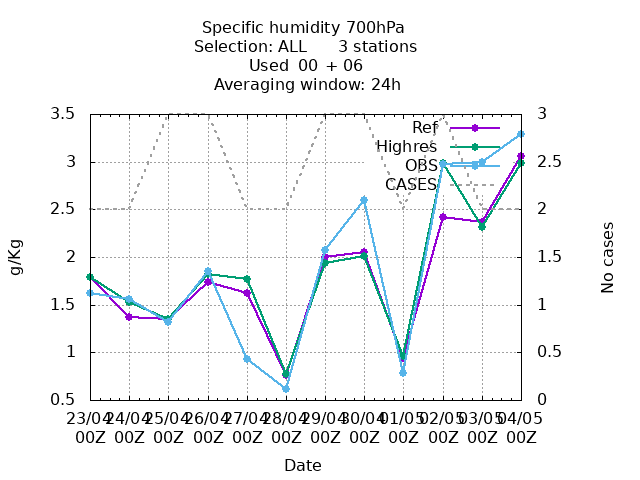 Specific humidity 700hPa
Selection: ALL 3 stations
Used 00 + 06
Averaging window: 24h
3.5
3
2.5
2
1.5
1
0.5
g/Kg
3
2.5
2
1.5
1
0.5
0
No cases
Ref
Highres
OBS
CASES
23/04 24/04 25/04 26/04 27/04 28/04 29/04 30/04 01/05 02/05 03/05 04/05
00Z 00Z 00Z 00Z 00Z 00Z 00Z 00Z 00Z 00Z 00Z 00Z
Date